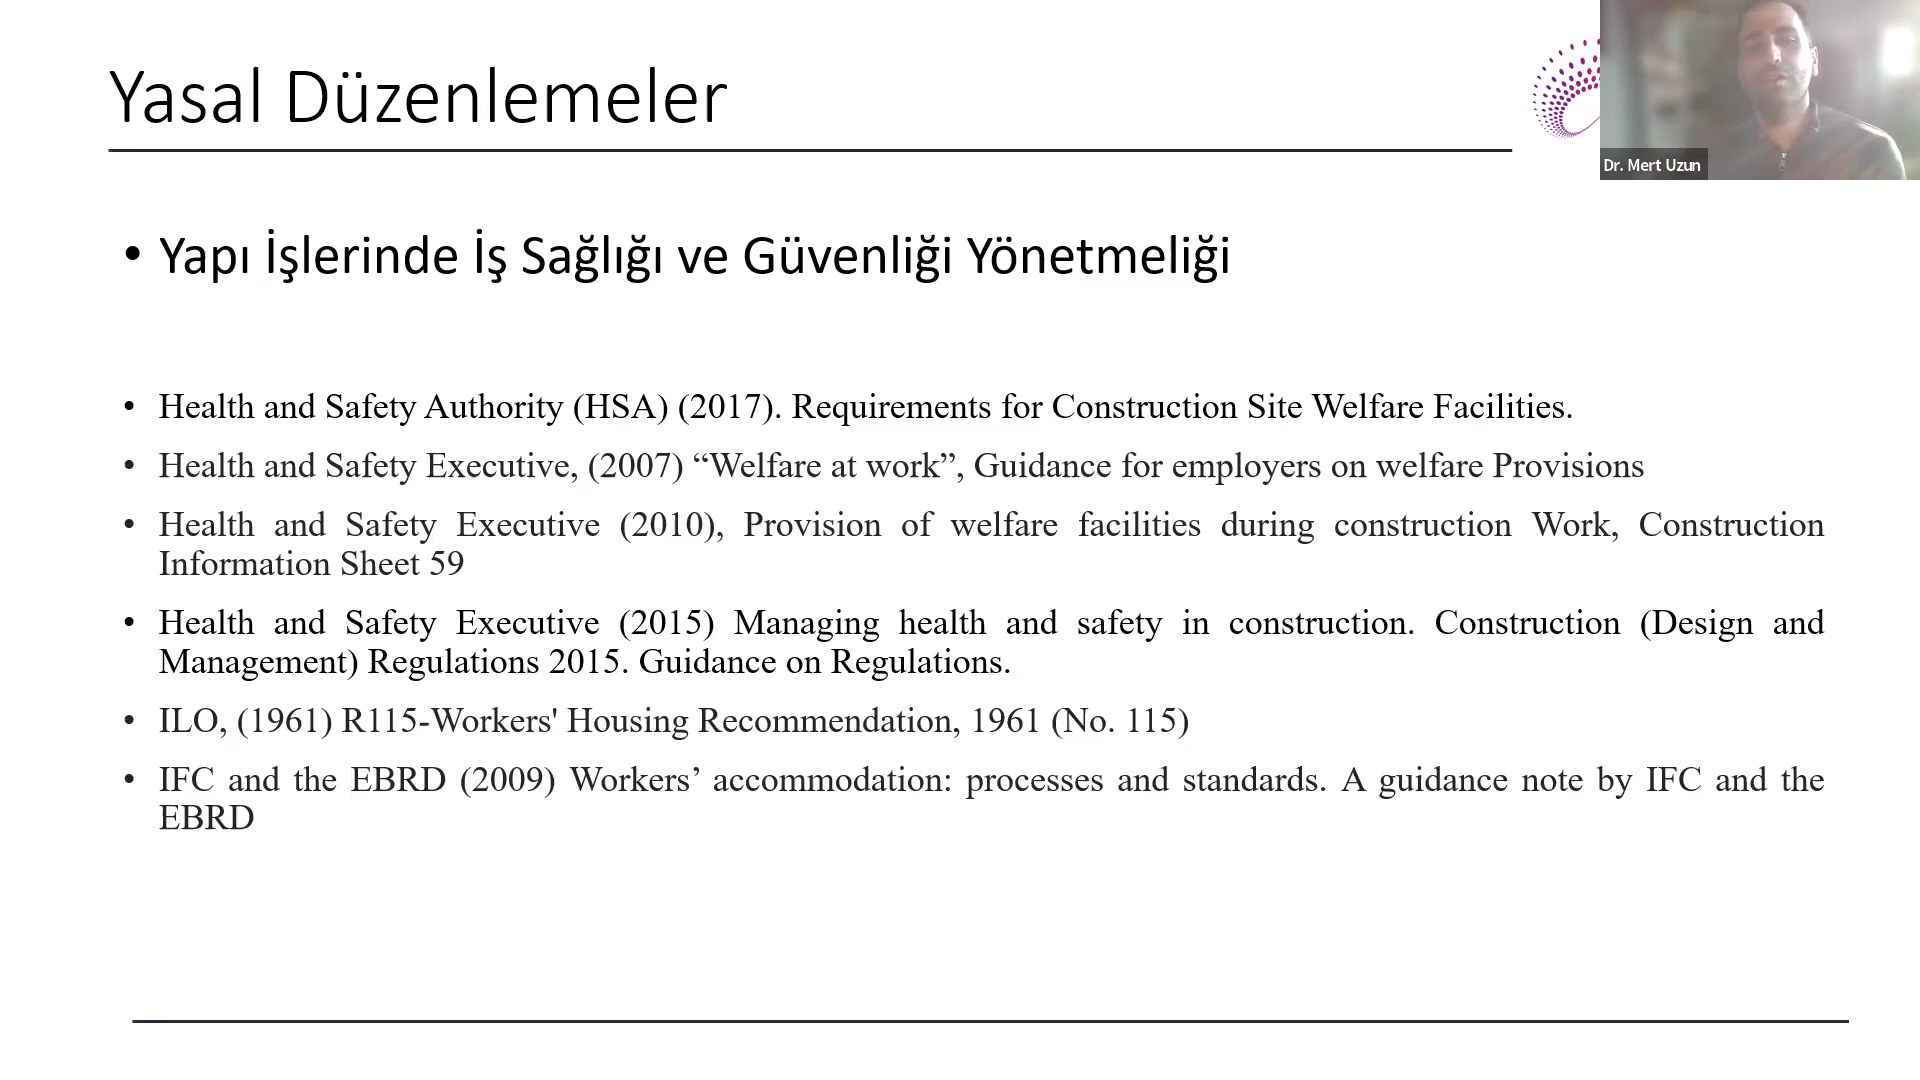 Yasal Düzenlemeler
Dr. Mert Uzun
• Yapı İşlerinde İş Sağlığı ve Güvenliği Yönetmeliği
• Health and Safety Authority (HSA) (2017). Requirements for Construction Site Welfare Facilities.
• Health and Safety Executive, (2007) “Welfare at work”, Guidance for employers on welfare Provisions
• Health and Safety Executive (2010), Provision of welfare facilities during construction Work, Construction
Information Sheet 59
• Health and Safety Executive (2015) Managing health and safety in construction. Construction (Design and
Management) Regulations 2015. Guidance on Regulations.
• ILO, (1961) R115-Workers' Housing Recommendation, 1961 (No. 115)
• IFC and the EBRD (2009) Workers’ accommodation: processes and standards. A guidance note by IFC and the
EBRD